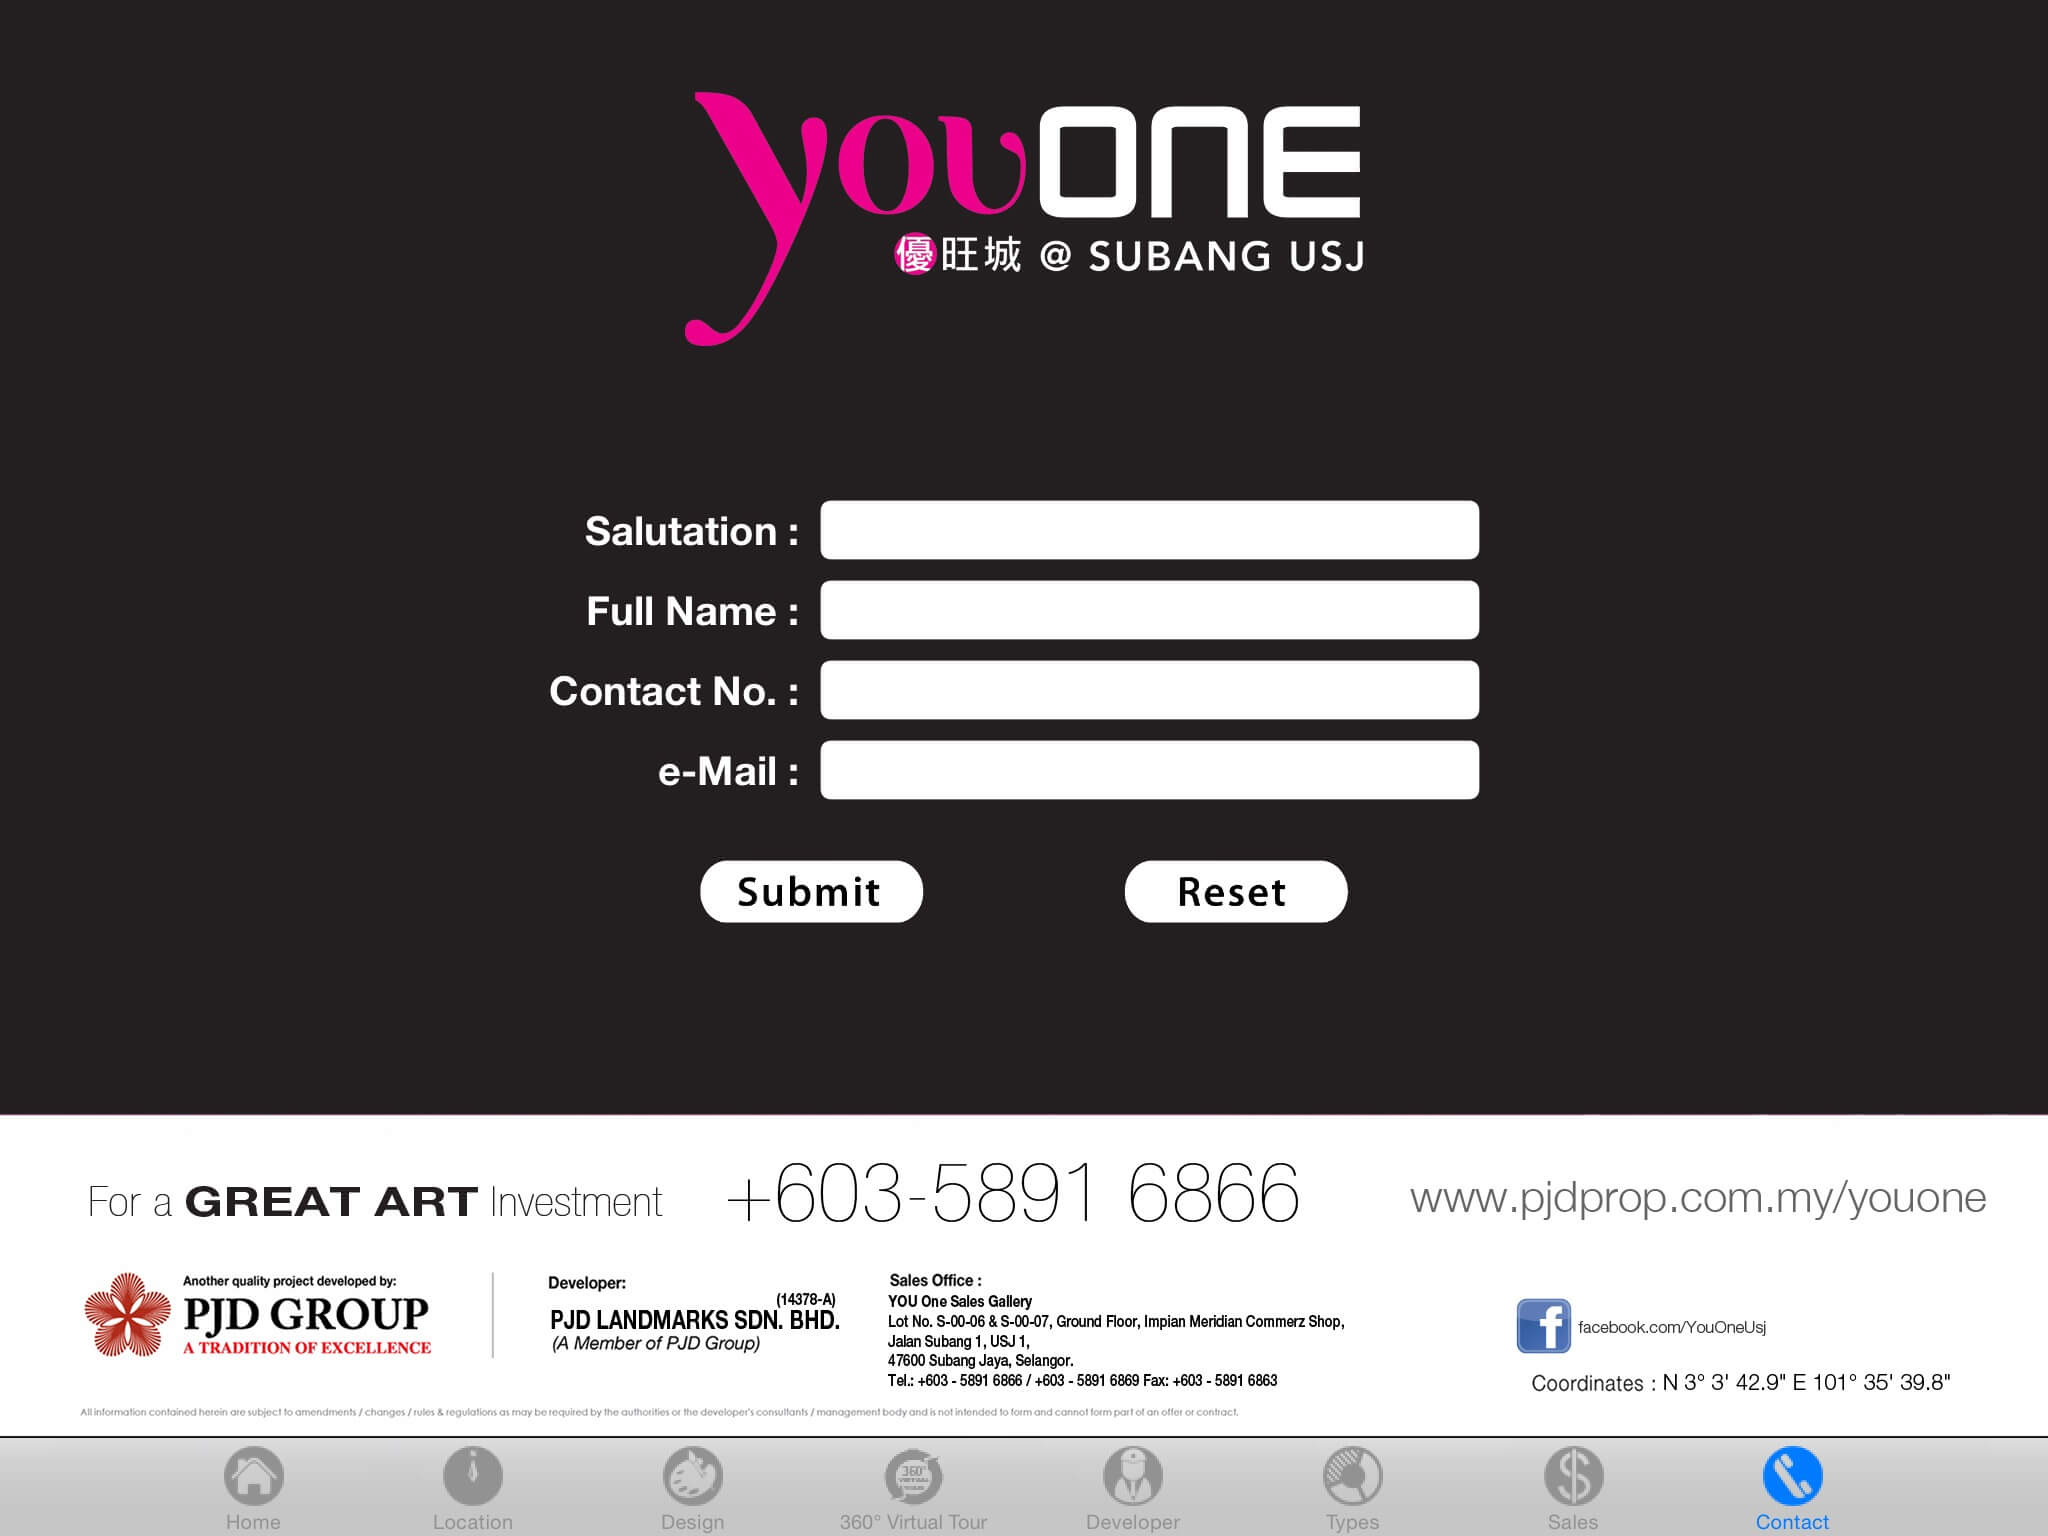 youONE
優旺城 @ SUBANG USJ
Salutation :
Full Name :
Contact No. :
e-Mail :
Submit
Reset
For a GREAT ART Investment
+603-5891 6866
www.pjdprop.com.my/youone
Another quality project developed by:
PJD GROUP
A TRADITION OF EXCELLENCE
Developer:
(14378-A)
PJD LANDMARKS SDN. BHD.
(A Member of PJD Group)
Sales Office :
YOU One Sales Gallery
Lot No. S-00-06 & S-00-07, Ground Floor, Impian Meridian Commerz Shop,
Jalan Subang 1, USJ 1,
47600 Subang Jaya, Selangor.
Tel.: +603 - 5891 6866 / +603 - 5891 6869 Fax: +603 - 5891 6863
f facebook.com/YouOneUsj
Coordinates : N 3° 3' 42.9" E 101° 35' 39.8"
All information contained herein are subject to amendments / changes / rules & regulations as may be required by the authorities or the developer's consultants / management body and is not intended to form and cannot form part of an offer or contract.
360°
VIRTUAL
TOUR
Home
Location
Design
360° Virtual Tour
Developer
Types
Sales
Contact